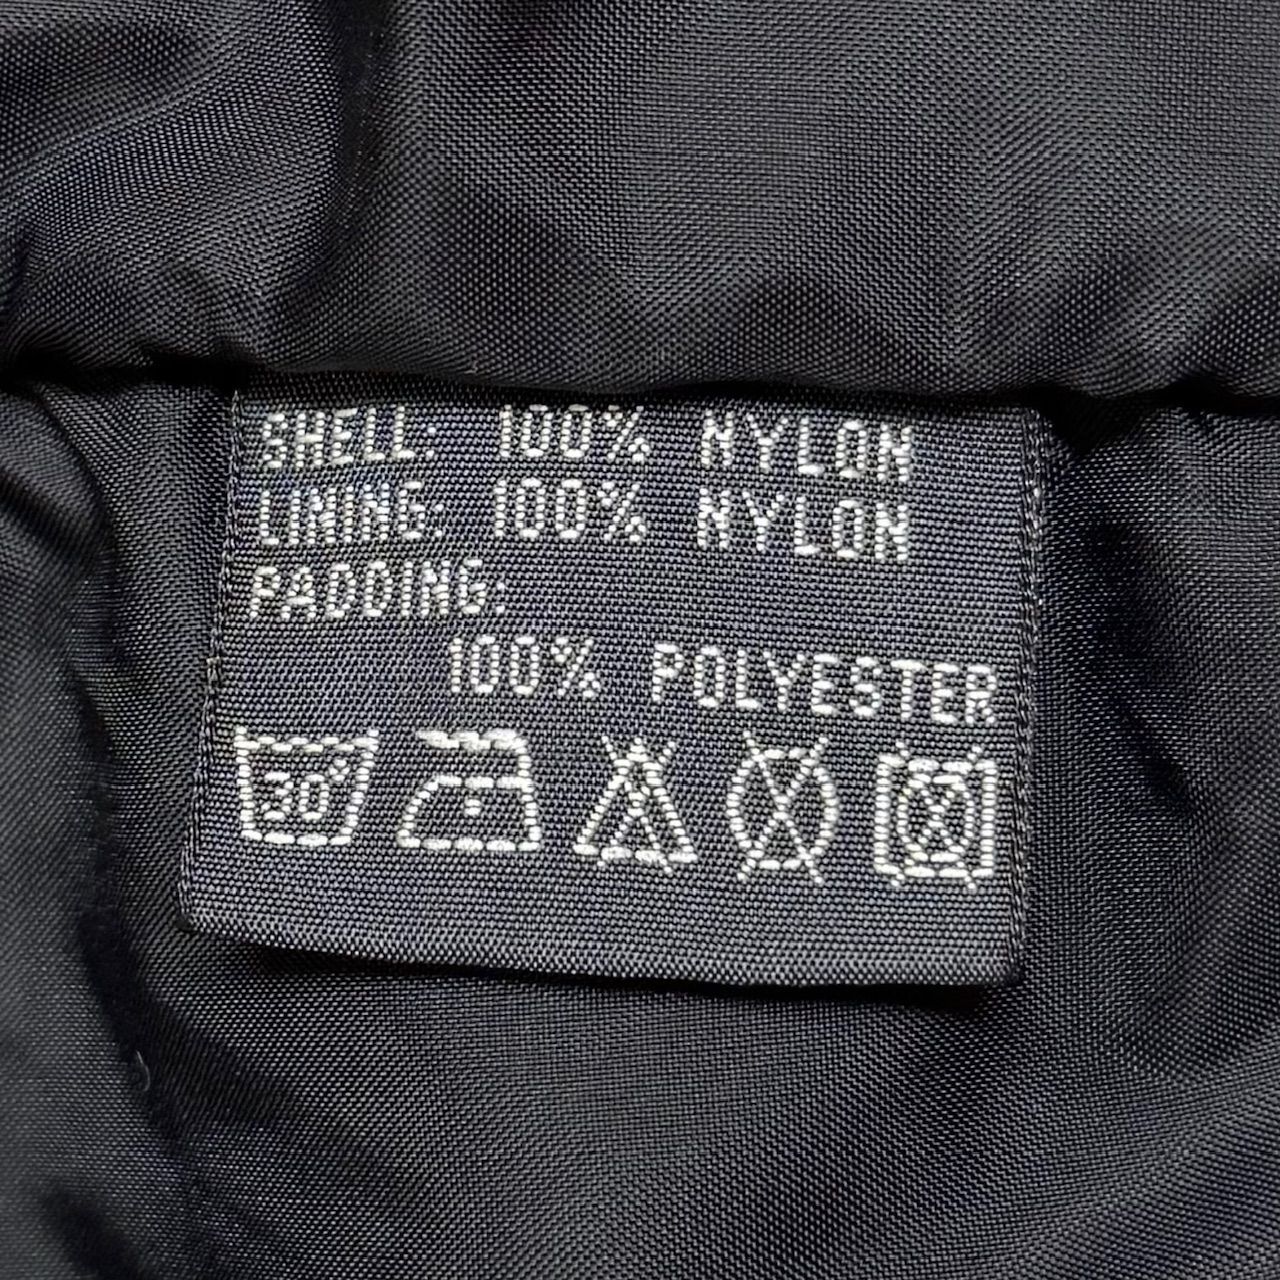 SHELL: 100% NYLON
LINING: 100% NYLON
PADDING:
100% POLYESTER
30°